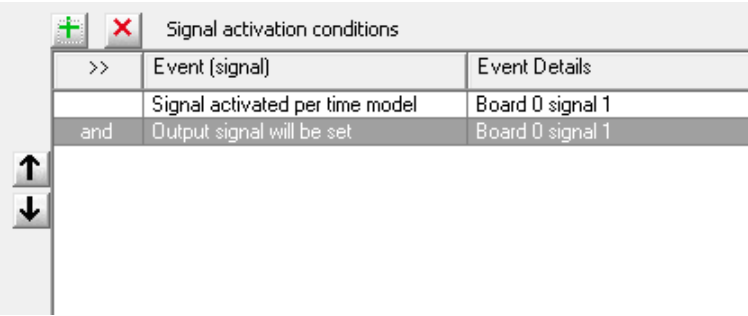 Signal activation conditions
>> Event (signal) Event Details
Signal activated per time model Board 0 signal 1
and Output signal will be set Board 0 signal 1